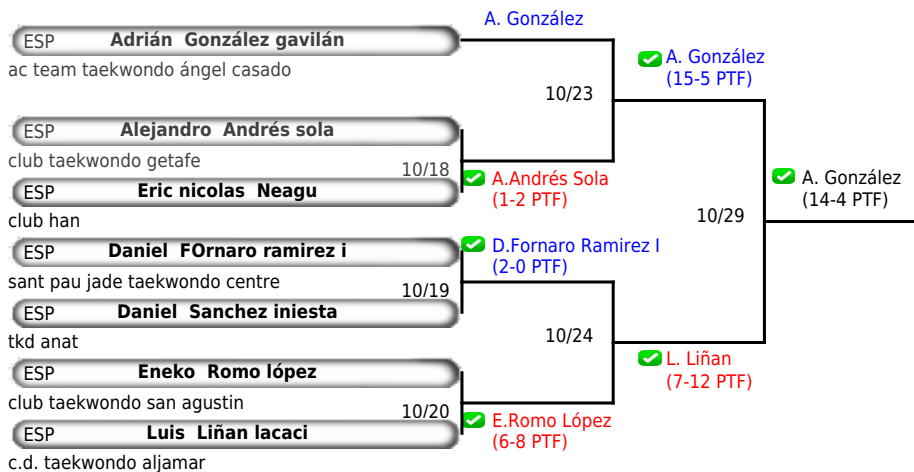 A. González
ESP Adrián González gavilán
ac team taekwondo ángel casado
A. González
(15-5 PTF)
10/23
ESP Alejandro Andrés sola
club taekwondo getafe
10/18
ESP Eric nicolas Neagu
club han
A.Andrés Sola
(1-2 PTF)
A. González
(14-4 PTF)
10/29
ESP Daniel FOrnaro ramirez i
sant pau jade taekwondo centre
D.Fornaro Ramirez I
(2-0 PTF)
10/19
ESP Daniel Sanchez iniesta
tkd anat
10/24
ESP Eneko Romo lópez
club taekwondo san agustin
L. Liñan
(7-12 PTF)
10/20
ESP Luis Liñan lacaci
c.d. taekwondo aljamar
E.Romo López
(6-8 PTF)